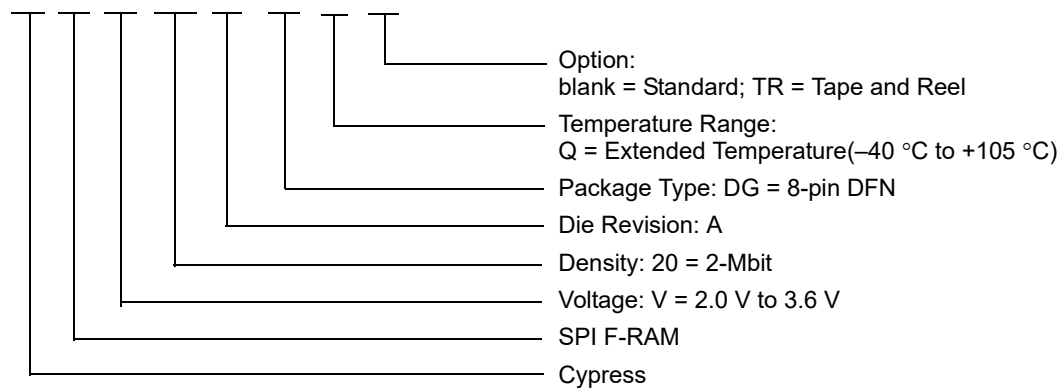 Option:
blank = Standard; TR = Tape and Reel
Temperature Range:
Q = Extended Temperature(–40 °C to +105 °C)
Package Type: DG = 8-pin DFN
Die Revision: A
Density: 20 = 2-Mbit
Voltage: V = 2.0 V to 3.6 V
SPI F-RAM
Cypress